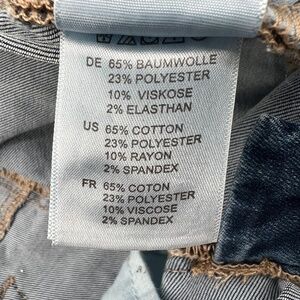 DE 65% BAUMWOLLE
23% POLYESTER
10% VISKOSE
2% ELASTHAN
US 65% COTTON
23% POLYESTER
10% RAYON
2% SPANDEX
FR 65% COTON
23% POLYESTER
10% VISCOSE
2% SPANDEX